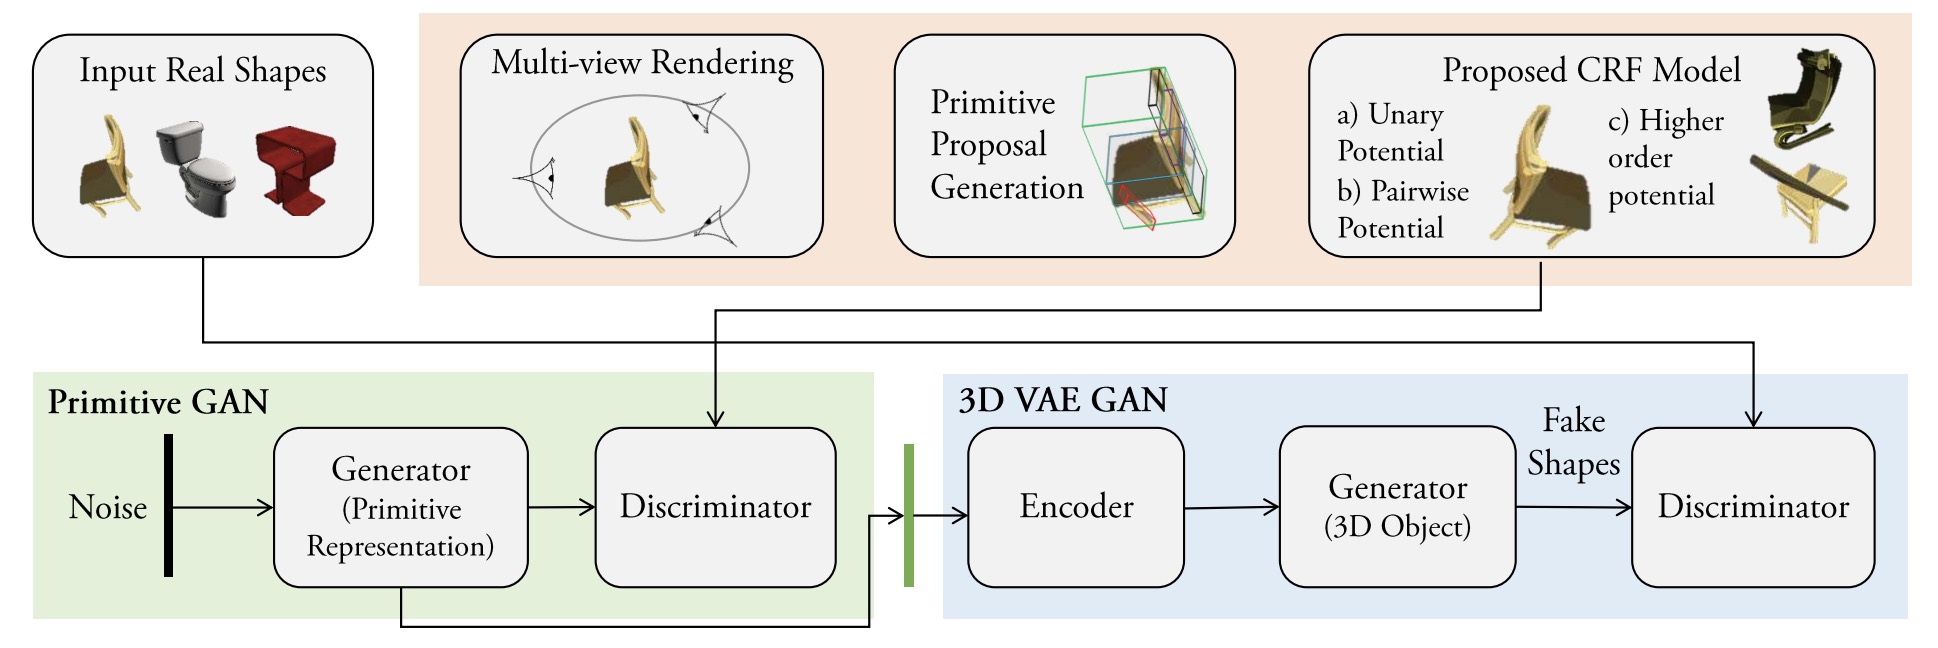 Input Real Shapes
Multi-view Rendering
Primitive
Proposal
Generation
Proposed CRF Model
a) Unary
Potential
b) Pairwise
Potential
c) Higher
order
potential
Primitive GAN
Noise
Generator
(Primitive
Representation)
Discriminator
3D VAE GAN
Encoder
Generator
(3D Object)
Fake
Shapes
Discriminator